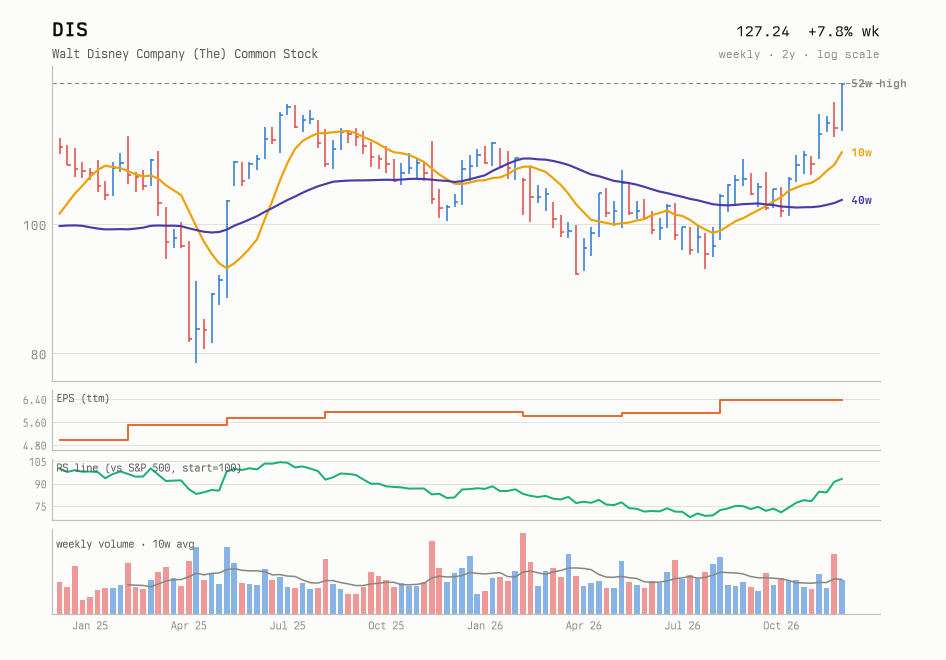 DIS
127.24 +7.8% wk
Walt Disney Company (The) Common Stock
weekly · 2y · log scale
52w high
10w
40w
100
80
EPS (ttm)
6.40
5.60
4.80
RS line (vs S&P 500, start=100)
105
90
75
weekly volume · 10w avg
Jan 25 Apr 25 Jul 25 Oct 25 Jan 26 Apr 26 Jul 26 Oct 26